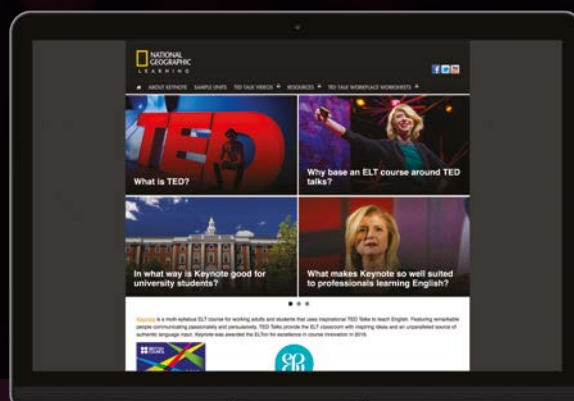 NATIONAL
GEOGRAPHIC
LEARNING
ABOUT KEYNOTE SAMPLE UNITS TED TALK VIDEOS RESOURCES TED TALK WORKPLACE WORKSHEETS
TED
What is TED?
Why base an ELT course around TED
talks?
In what way is Keynote good for
university students?
What makes Keynote so well suited
to professionals learning English?
Keynote is a multi-syllabus ELT course for working adults and students that uses inspirational TED Talks to teach English. Featuring remarkable
people communicating passionately and persuasively, TED Talks provide the ELT classroom with inspiring ideas and an unparalleled source of
authentic language input. Keynote was awarded the ELTon for excellence in course innovation in 2016.
BRITISH
COUNCIL